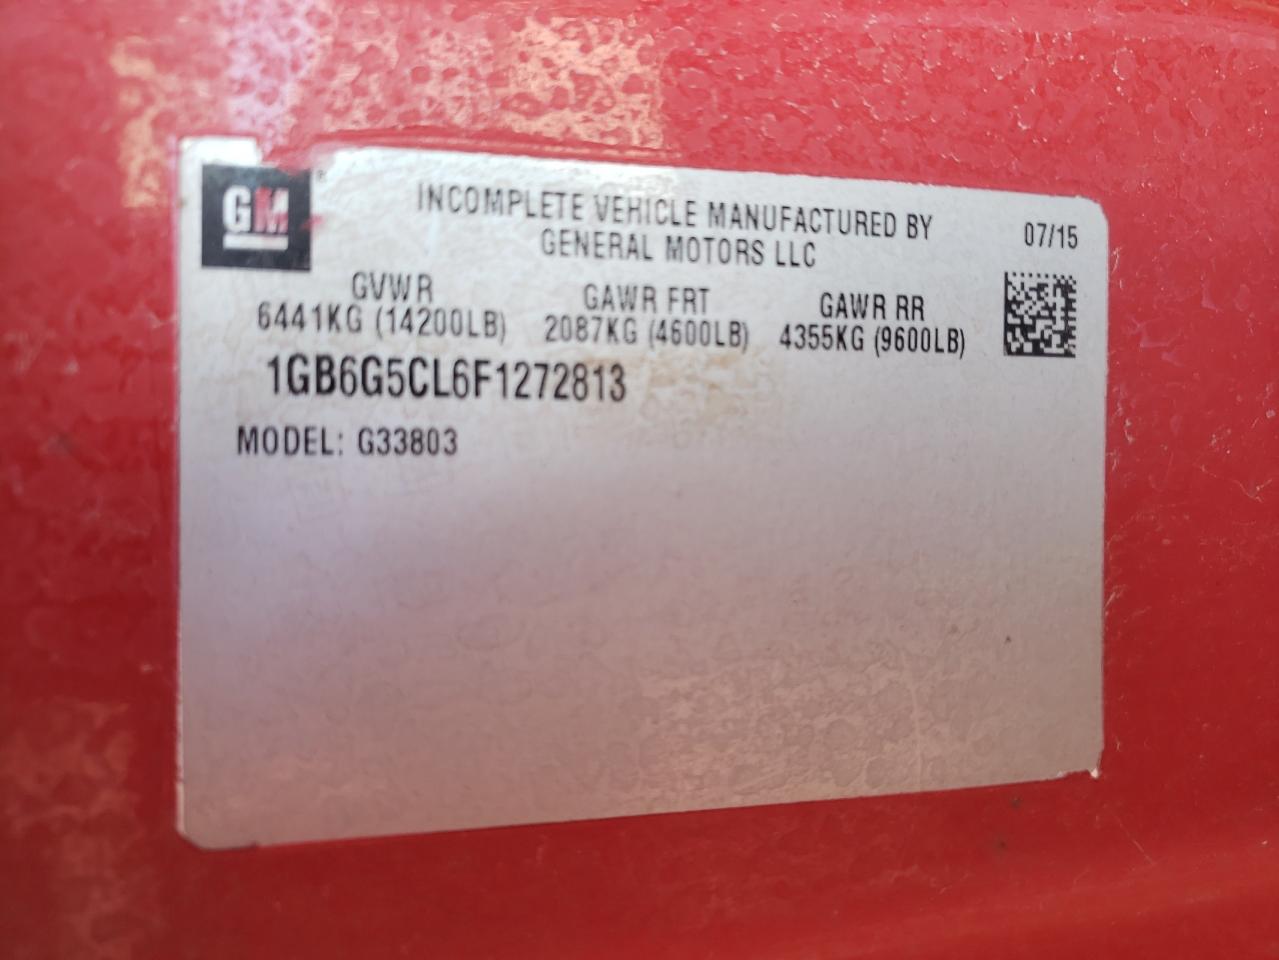 GM
INCOMPLETE VEHICLE MANUFACTURED BY
GENERAL MOTORS LLC
07/15
GVWR GAWR FRT GAWR RR
6441KG (14200LB) 2087KG (4600LB) 4355KG (9600LB)
1GB6G5CL6F1272813
MODEL: G33803